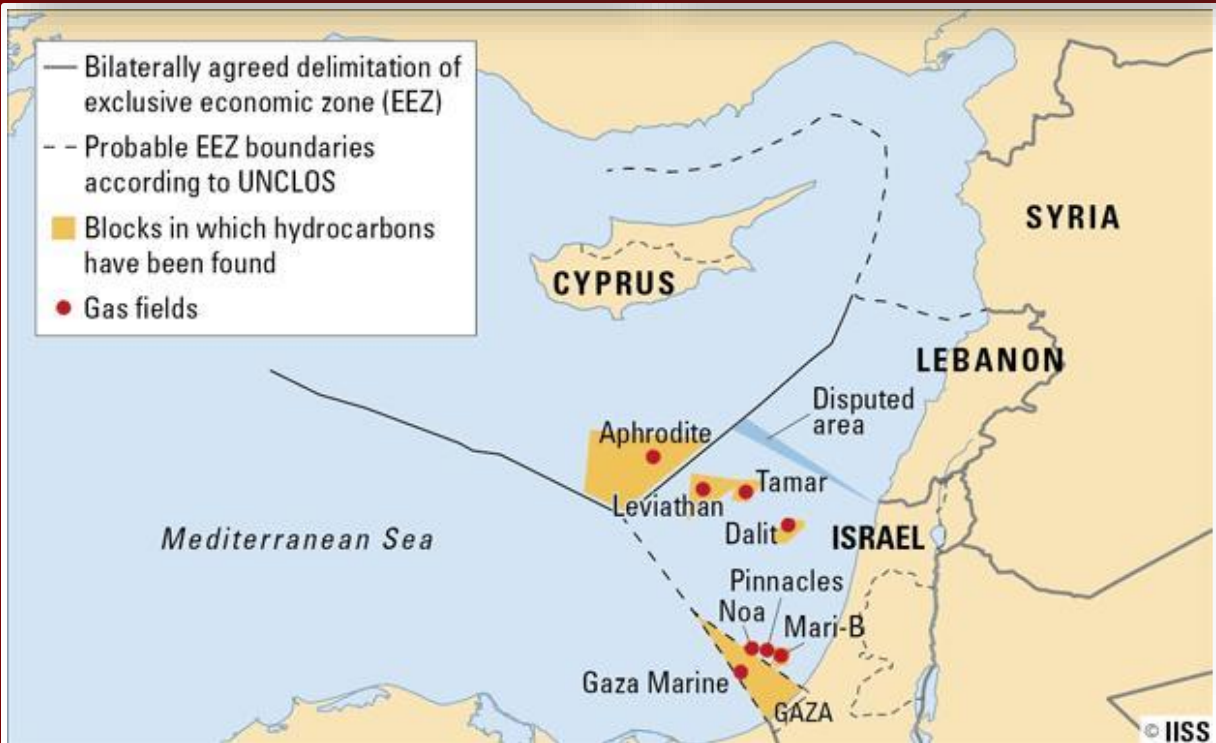 Bilaterally agreed delimitation of
exclusive economic zone (EEZ)
Probable EEZ boundaries
according to UNCLOS
Blocks in which hydrocarbons
have been found
Gas fields
SYRIA
CYPRUS
LEBANON
Disputed
area
Aphrodite
Tamar
Leviathan
Dalit
ISRAEL
Mediterranean Sea
Pinnacles
Noa
Mari-B
Gaza Marine
GAZA
© IISS